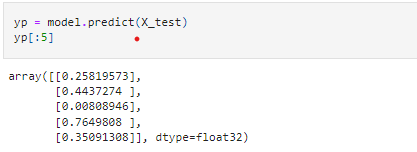 yp = model.predict(X_test)
yp[:5]
array([[0.25819573],
[0.4437274 ],
[0.00808946],
[0.7649808 ],
[0.35091308]], dtype=float32)